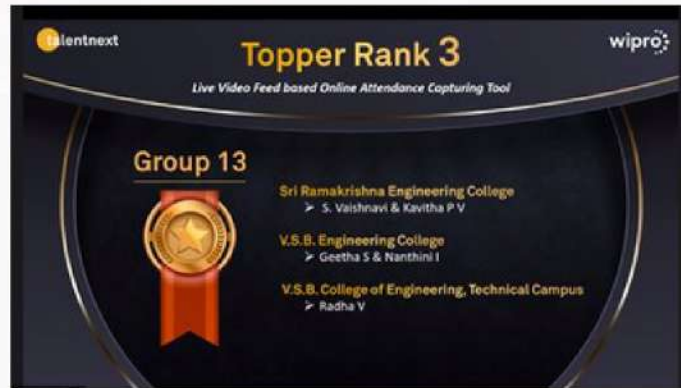 talentnext
wipro
Topper Rank 3
Live Video Feed based Online Attendance Capturing Tool
Group 13
Sri Ramakrishna Engineering College
➢ S. Vaishnavi & Kavitha P V
V.S.B. Engineering College
➢ Geetha S & Nanthini I
V.S.B. College of Engineering, Technical Campus
➢ Radha V